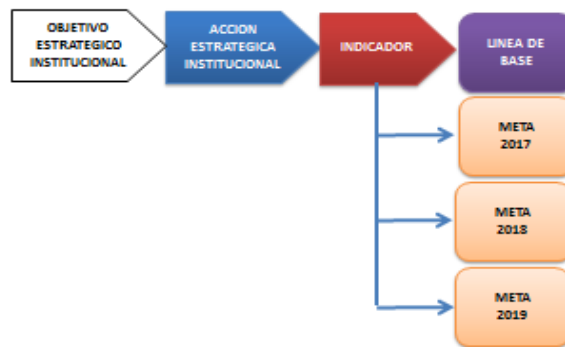 OBJETIVO
ESTRATEGICO
INSTITUCIONAL
ACCION
ESTRATEGICA
INSTITUCIONAL
INDICADOR
LINEA DE
BASE
META
2017
META
2018
META
2019